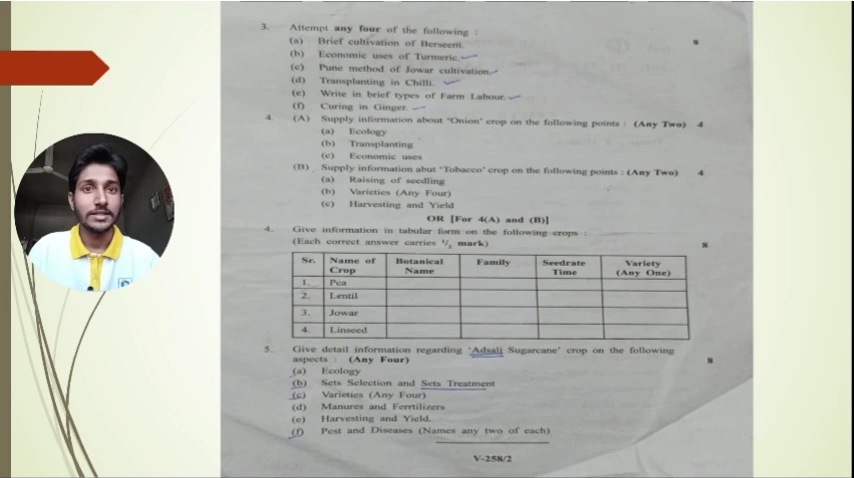 3. Attempt any four of the following :
(a) Brief cultivation of Berseem. 8
(b) Economic uses of Turmeric.
(c) Pune method of Jowar cultivation.
(d) Transplanting in Chilli.
(e) Write in brief types of Farm Labour.
(f) Curing in Ginger.
4. (A) Supply information about 'Onion' crop on the following points : (Any Two) 4
(a) Ecology
(b) Transplanting
(c) Economic uses
(B) Supply information abut 'Tobacco' crop on the following points : (Any Two) 4
(a) Raising of seedling
(b) Varieties (Any Four)
(c) Harvesting and Yield
OR [For 4(A) and (B)]
4. Give information in tabular form on the following crops :
(Each correct answer carries 1/2 mark) 8
Sr. Name of Crop Botanical Name Family Seedrate Time Variety (Any One)
1. Pea
2. Lentil
3. Jowar
4. Linseed
5. Give detail information regarding 'Adsali Sugarcane' crop on the following
aspects : (Any Four) 8
(a) Ecology
(b) Sets Selection and Sets Treatment
(c) Varieties (Any Four)
(d) Manures and Ferrtilizers
(e) Harvesting and Yield.
(f) Pest and Diseases (Names any two of each)
V-258/2